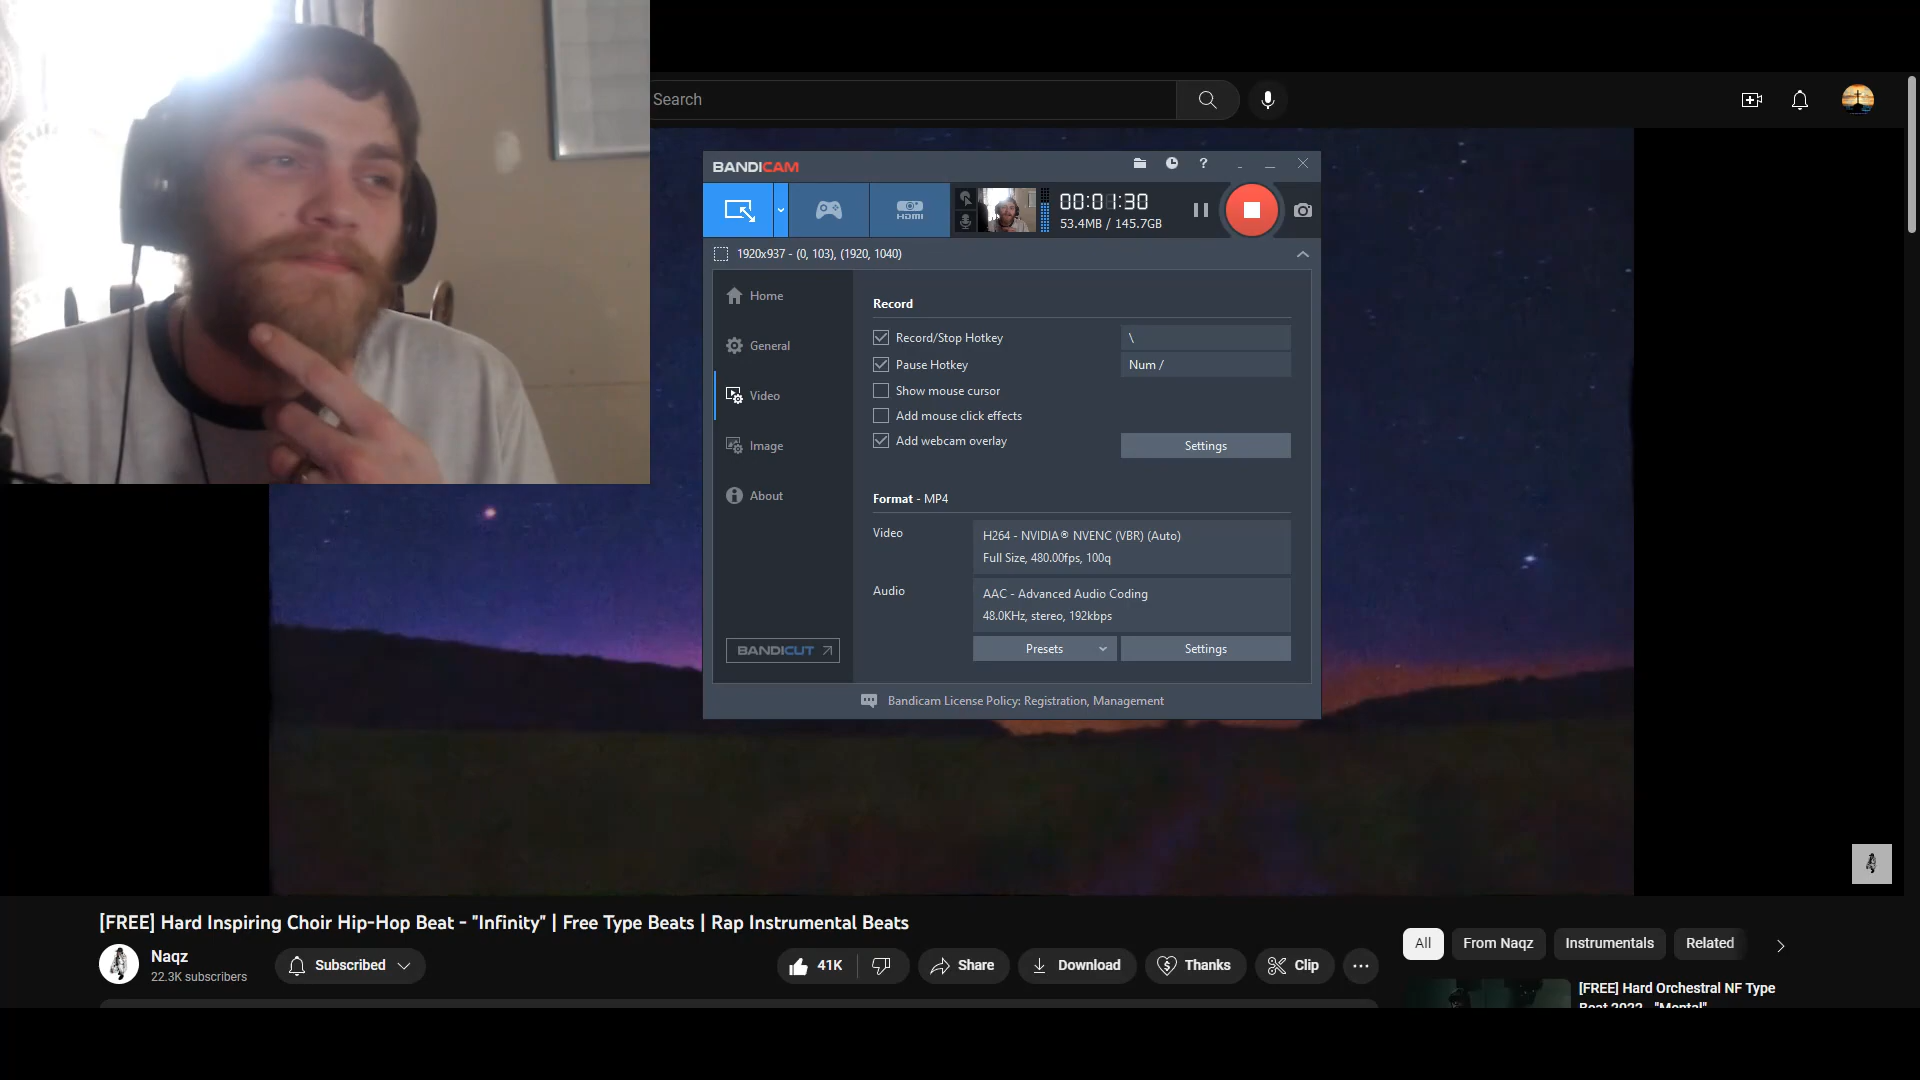 Search
BANDICAM
?
HDMI
00:01:30
53.4MB / 145.7GB
1920x937 - (0, 103), (1920, 1040)
Home
General
Video
Image
About
BANDICUT
Record
Record/Stop Hotkey
\
Pause Hotkey
Num /
Show mouse cursor
Add mouse click effects
Add webcam overlay
Settings
Format - MP4
Video
H264 - NVIDIA® NVENC (VBR) (Auto)
Full Size, 480.00fps, 100q
Audio
AAC - Advanced Audio Coding
48.0KHz, stereo, 192kbps
Presets
Settings
Bandicam License Policy: Registration, Management
[FREE] Hard Inspiring Choir Hip-Hop Beat - "Infinity" | Free Type Beats | Rap Instrumental Beats
Naqz
22.3K subscribers
Subscribed
41K
Share
Download
Thanks
Clip
All
From Naqz
Instrumentals
Related
[FREE] Hard Orchestral NF Type
Beat 2022 - "Mental"